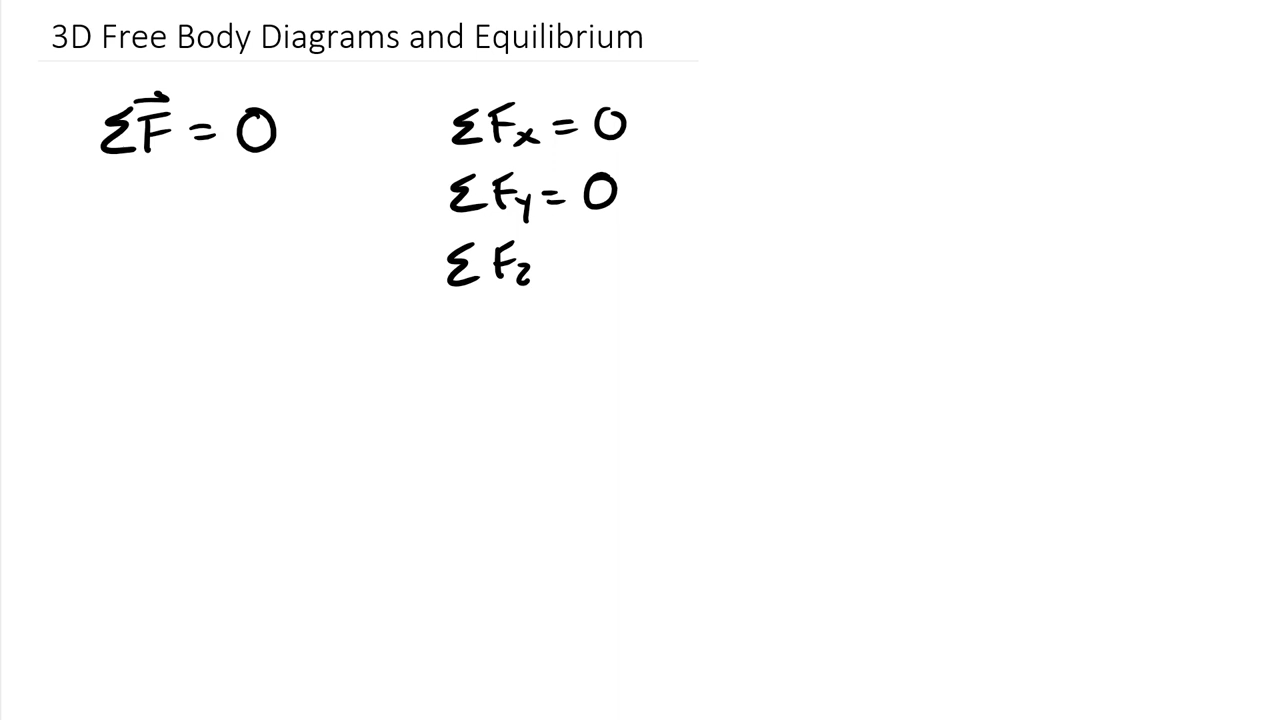 3D Free Body Diagrams and Equilibrium
ΣF⃗ = 0
ΣFx = 0
ΣFy = 0
ΣFz